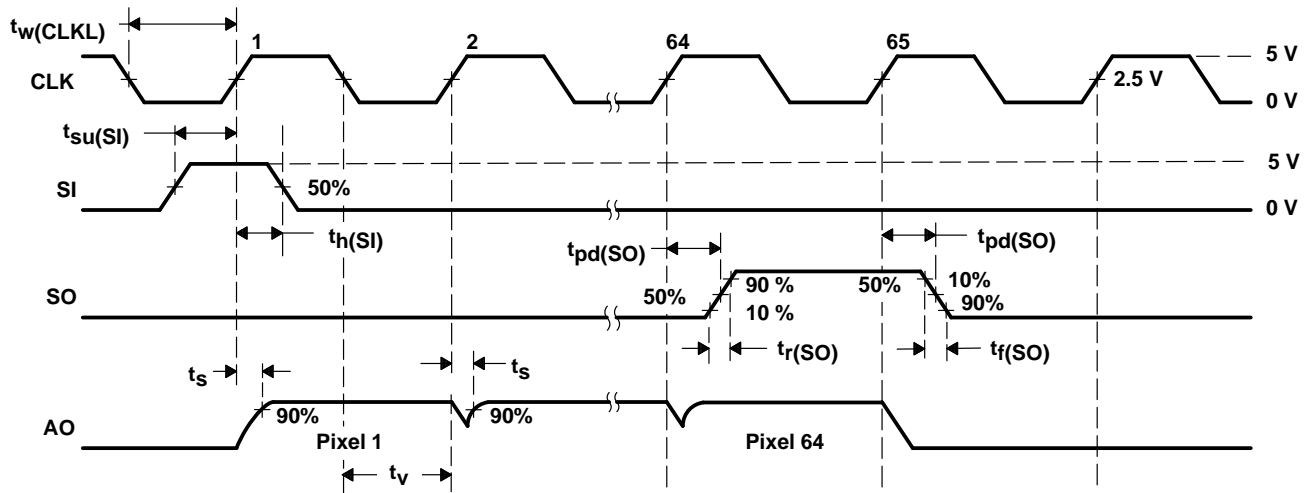 tw(CLKL)
1
2
64
65
5 V
CLK
2.5 V
0 V
tsu(SI)
5 V
SI
50%
0 V
th(SI)
tpd(SO)
tpd(SO)
SO
50%
90 %
50%
10%
10 %
90%
tr(SO)
tf(SO)
ts
ts
90%
90%
AO
Pixel 1
Pixel 64
tv